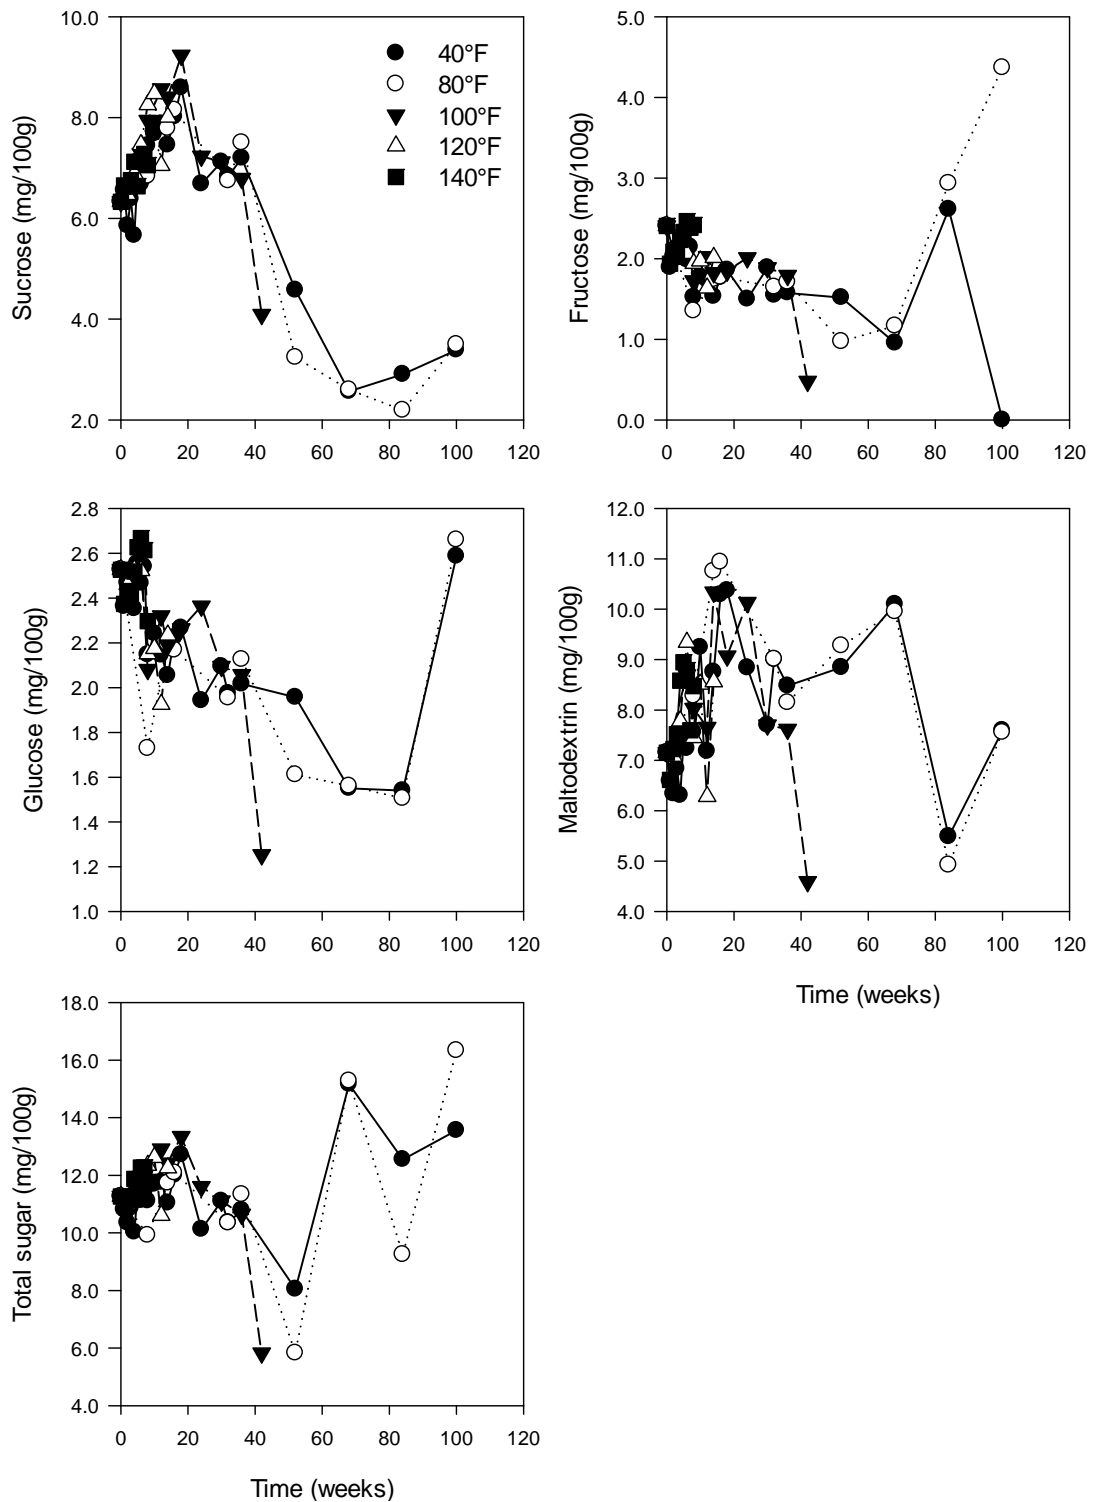 10.0
8.0
6.0
4.0
2.0
0 20 40 60 80 100 120
Sucrose (mg/100g)
40°F
80°F
100°F
120°F
140°F
5.0
4.0
3.0
2.0
1.0
0.0
0 20 40 60 80 100 120
Fructose (mg/100g)
2.8
2.6
2.4
2.2
2.0
1.8
1.6
1.4
1.2
1.0
0 20 40 60 80 100 120
Glucose (mg/100g)
12.0
11.0
10.0
9.0
8.0
7.0
6.0
5.0
4.0
0 20 40 60 80 100 120
Maltodextrin (mg/100g)
Time (weeks)
18.0
16.0
14.0
12.0
10.0
8.0
6.0
4.0
0 20 40 60 80 100 120
Total sugar (mg/100g)
Time (weeks)